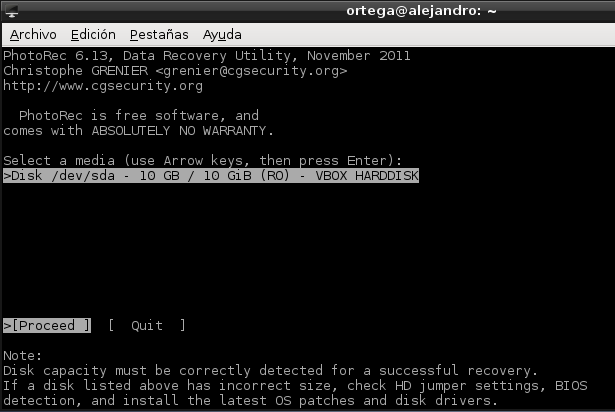 ortega@alejandro: ~
Archivo Edición Pestañas Ayuda
PhotoRec 6.13, Data Recovery Utility, November 2011
Christophe GRENIER <grenier@cgsecurity.org>
http://www.cgsecurity.org
PhotoRec is free software, and
comes with ABSOLUTELY NO WARRANTY.
Select a media (use Arrow keys, then press Enter):
>Disk /dev/sda - 10 GB / 10 GiB (RO) - VBOX HARDDISK
>[Proceed ]  [  Quit  ]
Note:
Disk capacity must be correctly detected for a successful recovery.
If a disk listed above has incorrect size, check HD jumper settings, BIOS
detection, and install the latest OS patches and disk drivers.